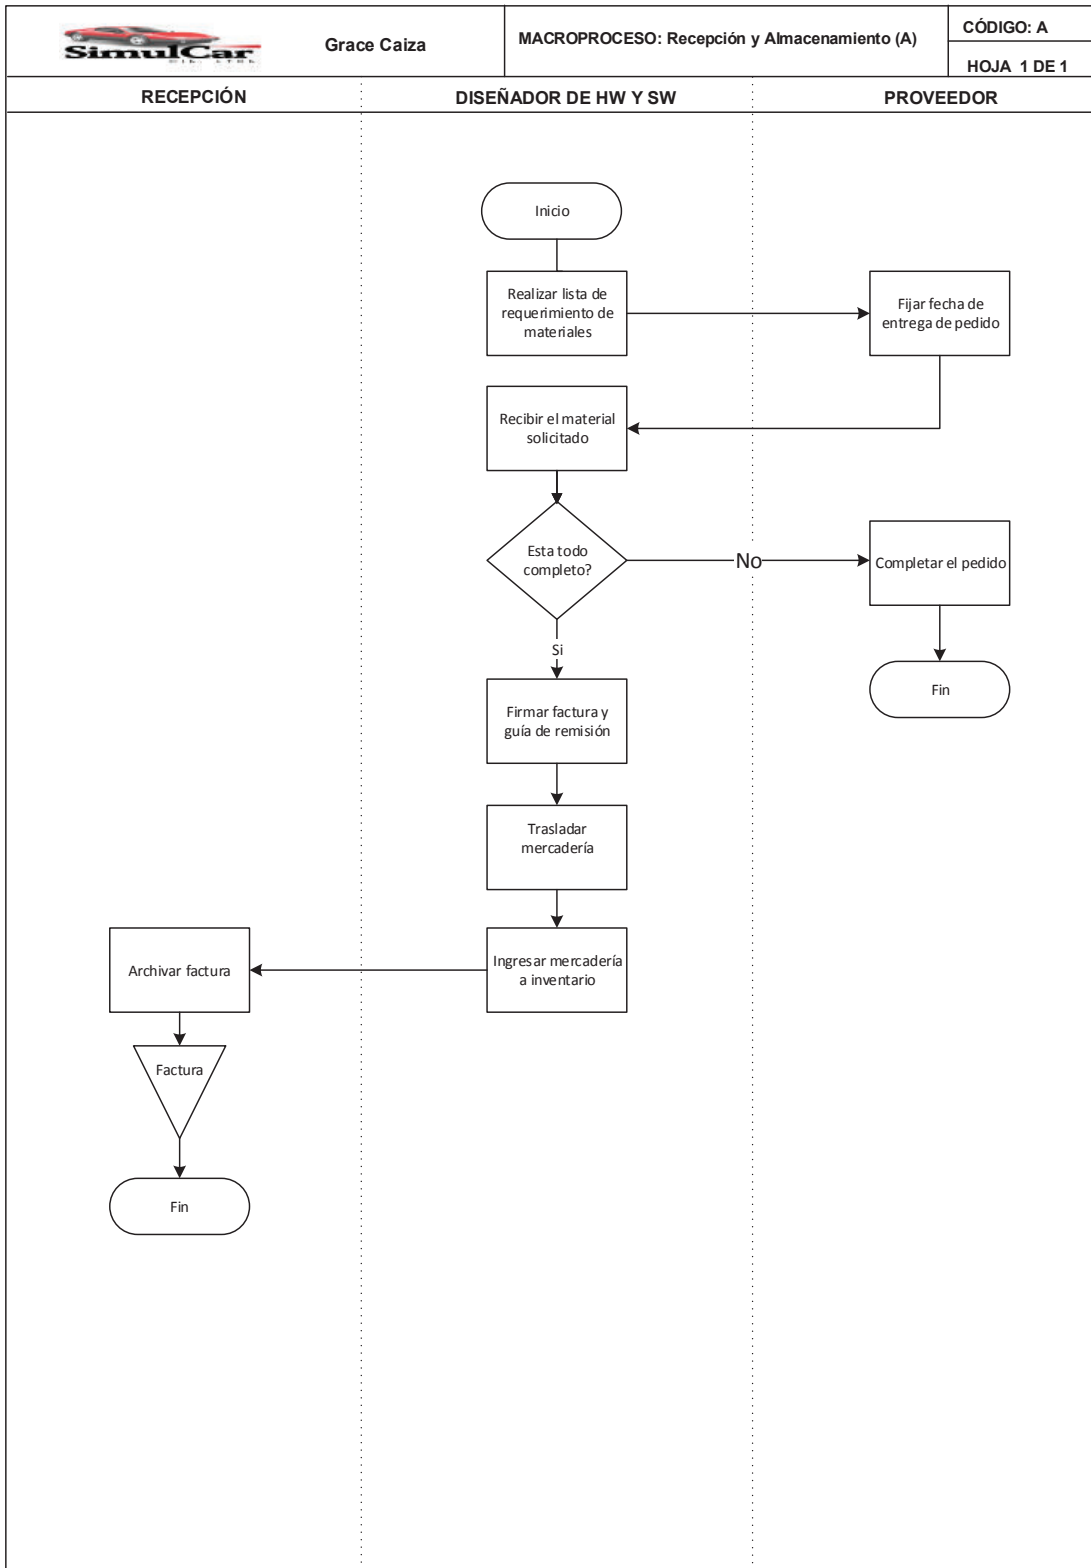 SimulCar
Grace Caiza
MACROPROCESO: Recepción y Almacenamiento (A)
CÓDIGO: A
HOJA 1 DE 1
RECEPCIÓN
DISEÑADOR DE HW Y SW
PROVEEDOR
Inicio
Realizar lista de
requerimiento de
materiales
Fijar fecha de
entrega de pedido
Recibir el material
solicitado
Esta todo
completo?
No
Completar el pedido
Si
Fin
Firmar factura y
guía de remisión
Trasladar
mercadería
Ingresar mercadería
a inventario
Archivar factura
Factura
Fin